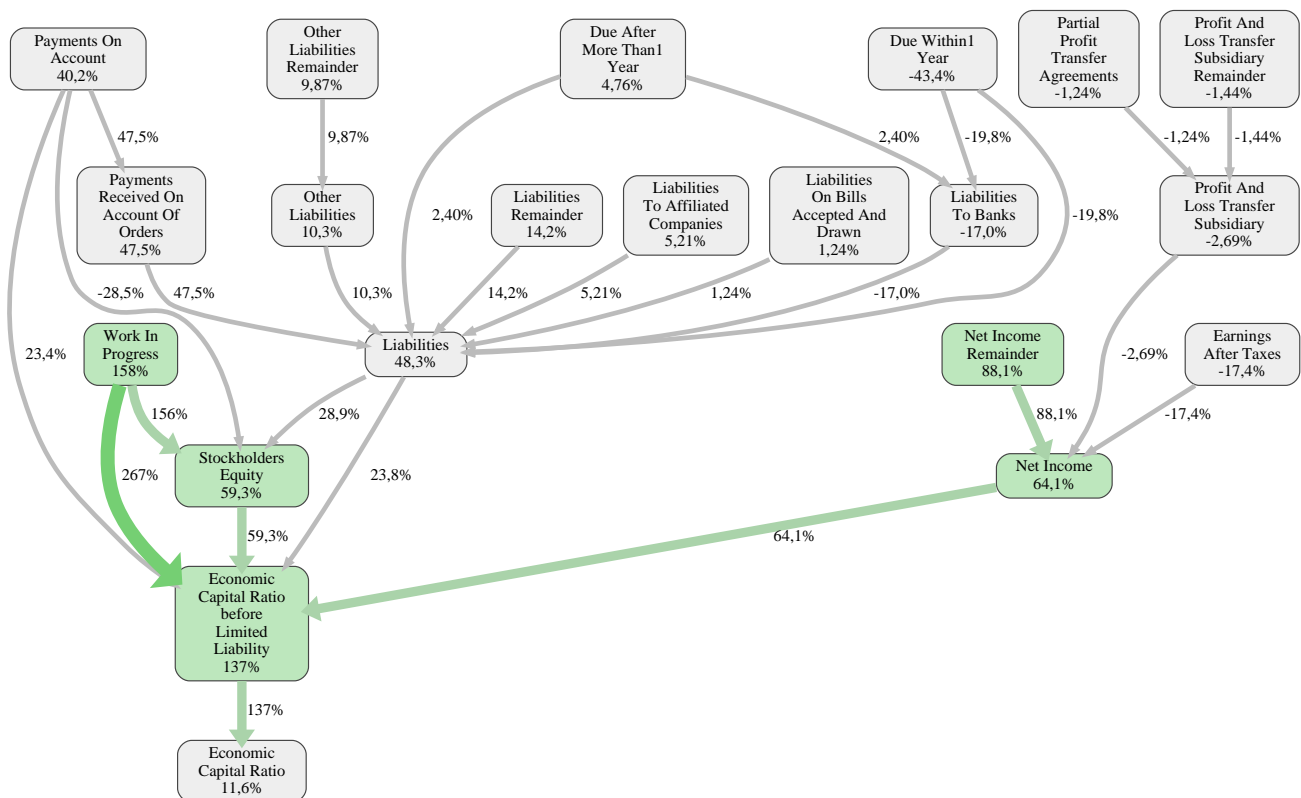 Payments On
Account
40,2%
Other
Liabilities
Remainder
9,87%
Due After
More Than1
Year
4,76%
Due Within1
Year
-43,4%
Partial
Profit
Transfer
Agreements
-1,24%
Profit And
Loss Transfer
Subsidiary
Remainder
-1,44%
47,5%
9,87%
2,40%
-19,8%
-1,24%
-1,44%
Payments
Received On
Account Of
Orders
47,5%
Other
Liabilities
10,3%
Liabilities
Remainder
14,2%
Liabilities
To Affiliated
Companies
5,21%
Liabilities
On Bills
Accepted And
Drawn
1,24%
Liabilities
To Banks
-17,0%
Profit And
Loss Transfer
Subsidiary
-2,69%
2,40%
-19,8%
-28,5%
47,5%
10,3%
14,2%
5,21%
1,24%
-17,0%
23,4%
Work In
Progress
158%
Liabilities
48,3%
Net Income
Remainder
88,1%
-2,69%
Earnings
After Taxes
-17,4%
156%
28,9%
88,1%
-17,4%
267%
Stockholders
Equity
59,3%
23,8%
Net Income
64,1%
59,3%
64,1%
Economic
Capital Ratio
before
Limited
Liability
137%
137%
Economic
Capital Ratio
11,6%